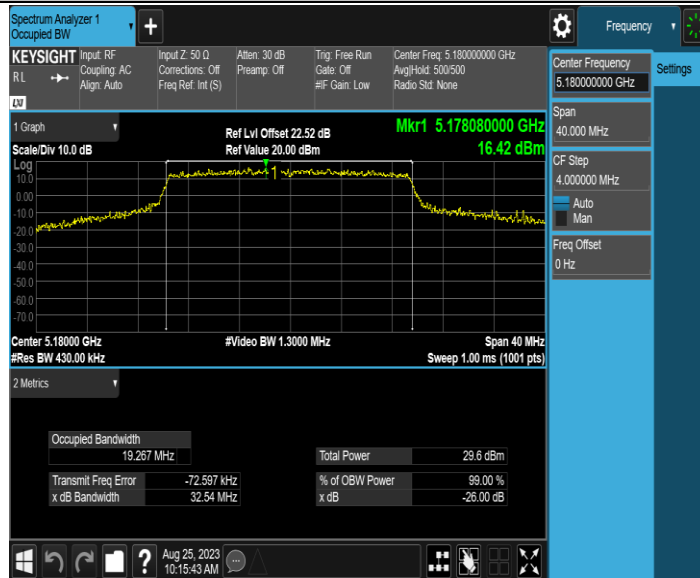 Spectrum Analyzer 1
Occupied BW
+
Frequency
KEYSIGHT
RL
LXI
Input: RF
Coupling: AC
Align: Auto
Input Z: 50 Ω
Corrections: Off
Freq Ref: Int (S)
Atten: 30 dB
Preamp: Off
Trig: Free Run
Gate: Off
#IF Gain: Low
Center Freq: 5.180000000 GHz
Avg|Hold: 500/500
Radio Std: None
Center Frequency
5.180000000 GHz
Settings
Span
40.000 MHz
CF Step
4.000000 MHz
Auto
Man
Freq Offset
0 Hz
1 Graph
Scale/Div 10.0 dB
Ref Lvl Offset 22.52 dB
Ref Value 20.00 dBm
Mkr1 5.178080000 GHz
16.42 dBm
Log
10.0
0.00
-10.0
-20.0
-30.0
-40.0
-50.0
-60.0
-70.0
1
Center 5.18000 GHz
#Res BW 430.00 kHz
#Video BW 1.3000 MHz
Span 40 MHz
Sweep 1.00 ms (1001 pts)
2 Metrics
Occupied Bandwidth
19.267 MHz
Transmit Freq Error -72.597 kHz
x dB Bandwidth 32.54 MHz
Total Power 29.6 dBm
% of OBW Power 99.00 %
x dB -26.00 dB
?
Aug 25, 2023
10:15:43 AM